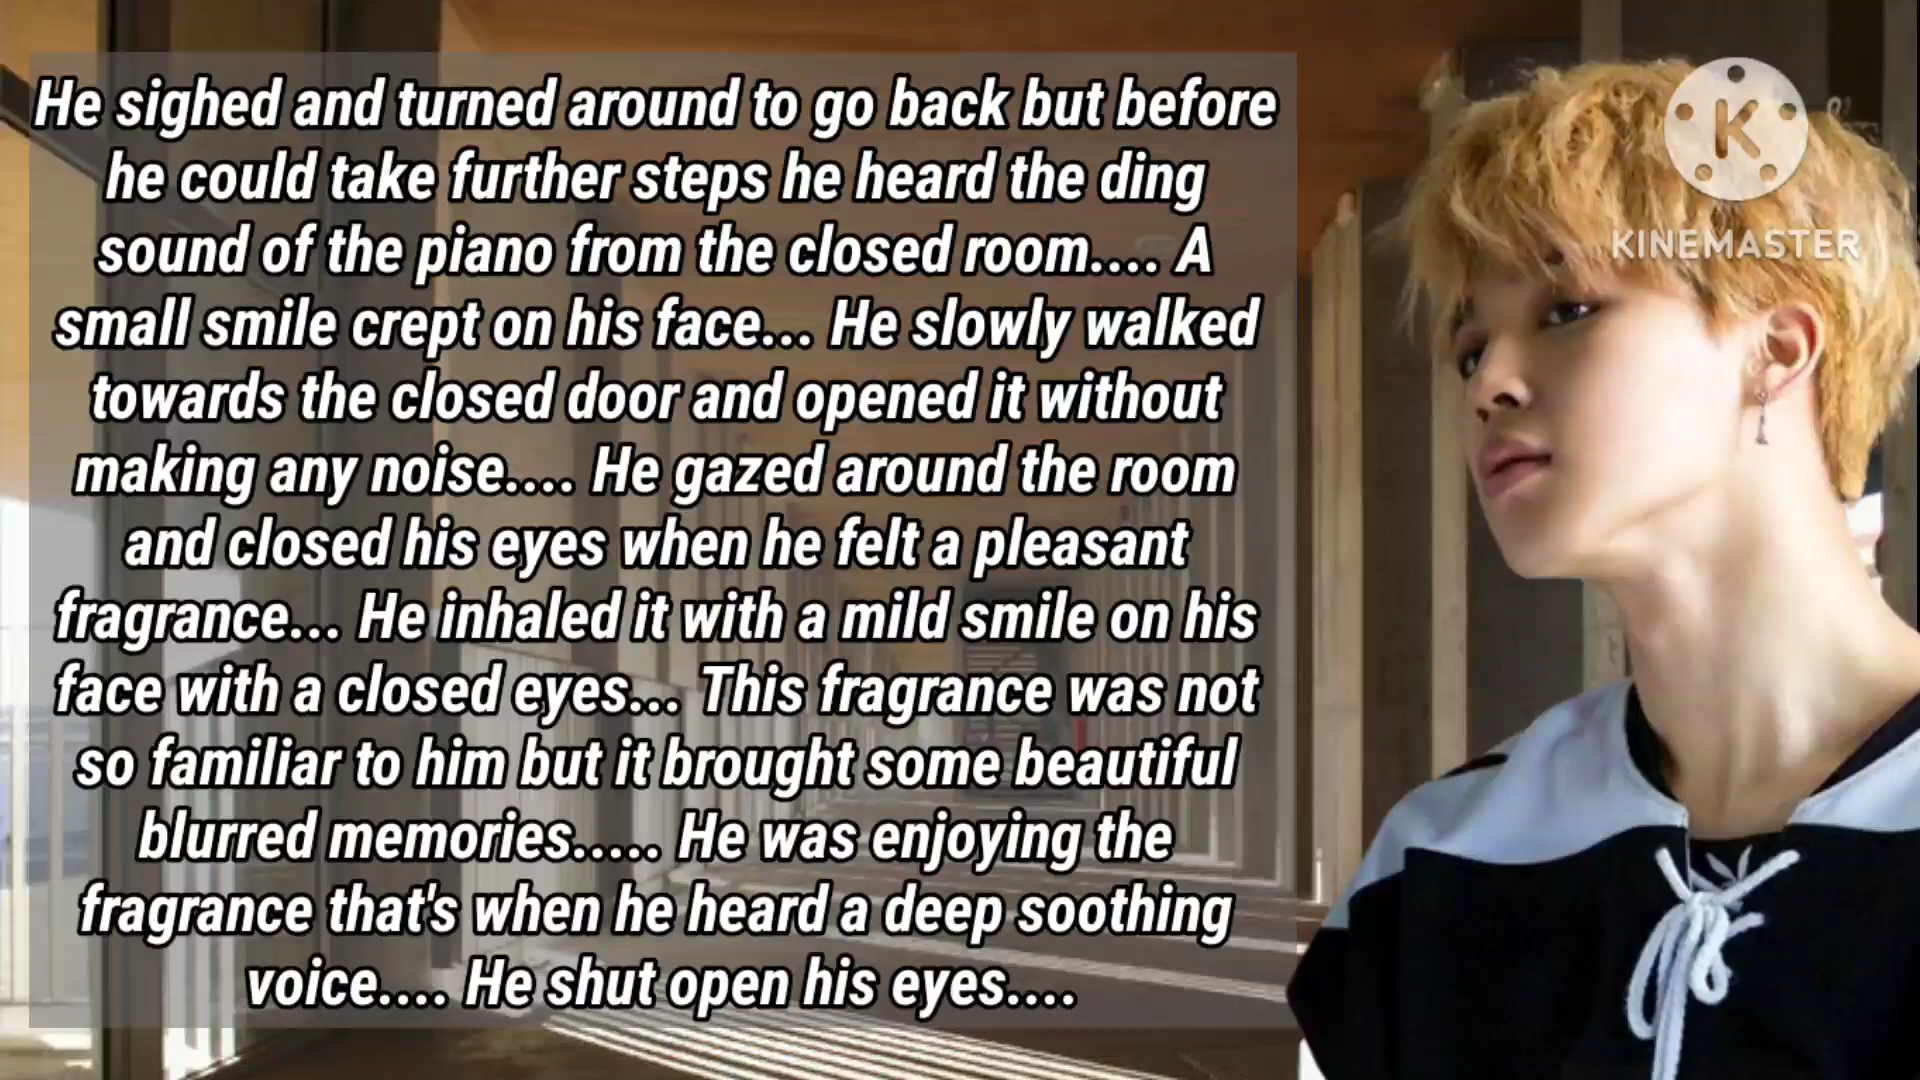 He sighed and turned around to go back but before
he could take further steps he heard the ding
sound of the piano from the closed room.... A
small smile crept on his face... He slowly walked
towards the closed door and opened it without
making any noise.... He gazed around the room
and closed his eyes when he felt a pleasant
fragrance... He inhaled it with a mild smile on his
face with a closed eyes... This fragrance was not
so familiar to him but it brought some beautiful
blurred memories..... He was enjoying the
fragrance that's when he heard a deep soothing
voice.... He shut open his eyes....
K
KINEMASTER